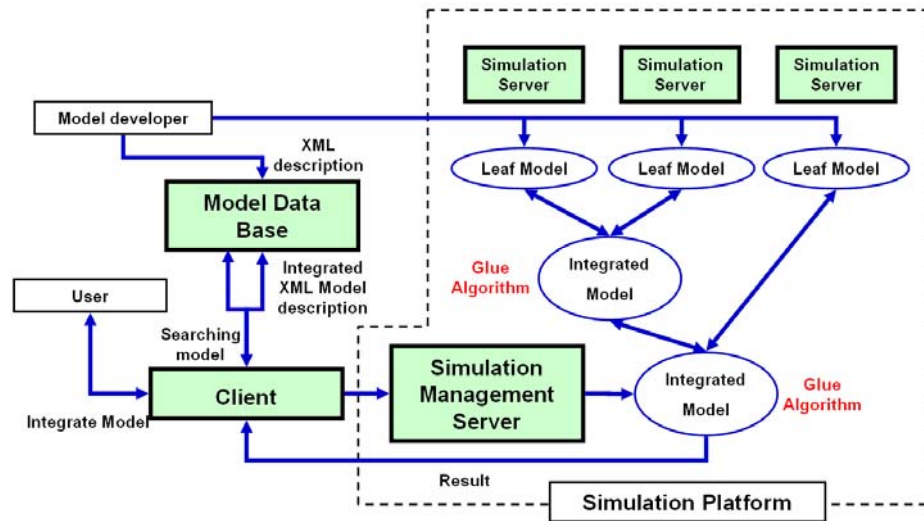 Simulation
Server
Simulation
Server
Simulation
Server
Model developer
XML
description
Leaf Model
Leaf Model
Leaf Model
Model Data
Base
Glue
Algorithm
Integrated
Model
Integrated
XML Model
description
User
Searching
model
Client
Simulation
Management
Server
Integrated
Model
Glue
Algorithm
Integrate Model
Result
Simulation Platform